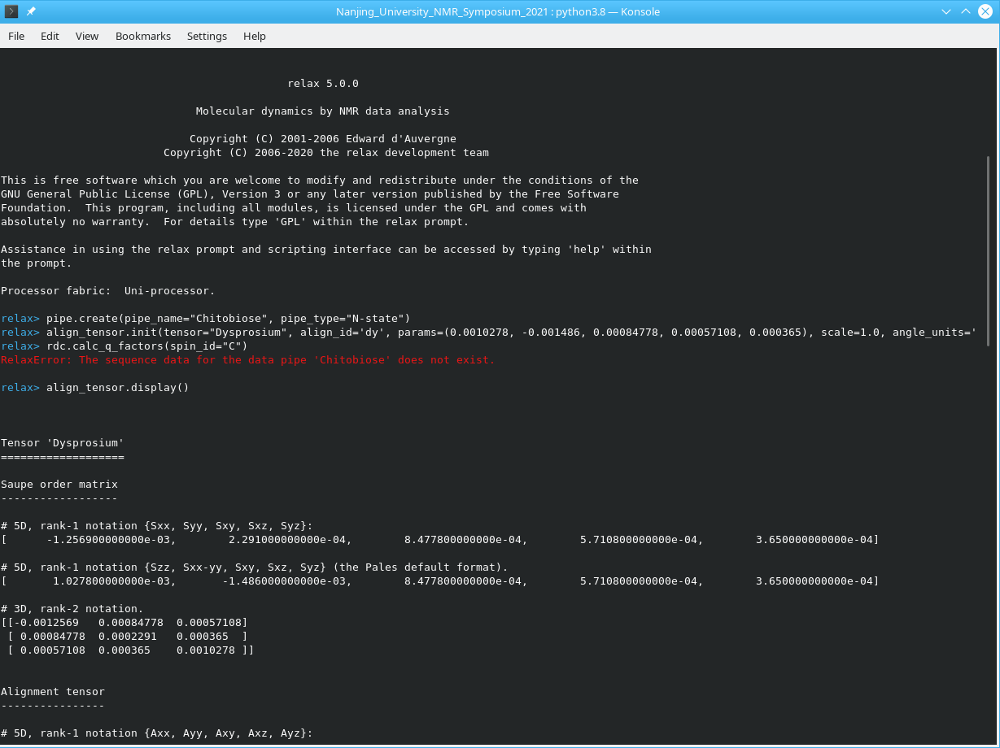 Nanjing_University_NMR_Symposium_2021 : python3.8 — Konsole
File Edit View Bookmarks Settings Help
relax 5.0.0
Molecular dynamics by NMR data analysis
Copyright (C) 2001-2006 Edward d'Auvergne
Copyright (C) 2006-2020 the relax development team
This is free software which you are welcome to modify and redistribute under the conditions of the
GNU General Public License (GPL), Version 3 or any later version published by the Free Software
Foundation.  This program, including all modules, is licensed under the GPL and comes with
absolutely no warranty.  For details type 'GPL' within the relax prompt.
Assistance in using the relax prompt and scripting interface can be accessed by typing 'help' within
the prompt.
Processor fabric:  Uni-processor.
relax> pipe.create(pipe_name="Chitobiose", pipe_type="N-state")
relax> align_tensor.init(tensor="Dysprosium", align_id='dy', params=(0.0010278, -0.001486, 0.00084778, 0.00057108, 0.000365), scale=1.0, angle_units='
relax> rdc.calc_q_factors(spin_id="C")
RelaxError: The sequence data for the data pipe 'Chitobiose' does not exist.
relax> align_tensor.display()
Tensor 'Dysprosium'
===================
Saupe order matrix
------------------
# 5D, rank-1 notation {Sxx, Syy, Sxy, Sxz, Syz}:
[      -1.256900000000e-03,        2.291000000000e-04,        8.477800000000e-04,        5.710800000000e-04,        3.650000000000e-04]
# 5D, rank-1 notation {Szz, Sxx-yy, Sxy, Sxz, Syz} (the Pales default format).
[       1.027800000000e-03,       -1.486000000000e-03,        8.477800000000e-04,        5.710800000000e-04,        3.650000000000e-04]
# 3D, rank-2 notation.
[[-0.0012569   0.00084778  0.00057108]
 [ 0.00084778  0.0002291   0.000365  ]
 [ 0.00057108  0.000365    0.0010278 ]]
Alignment tensor
----------------
# 5D, rank-1 notation {Axx, Ayy, Axy, Axz, Ayz}: